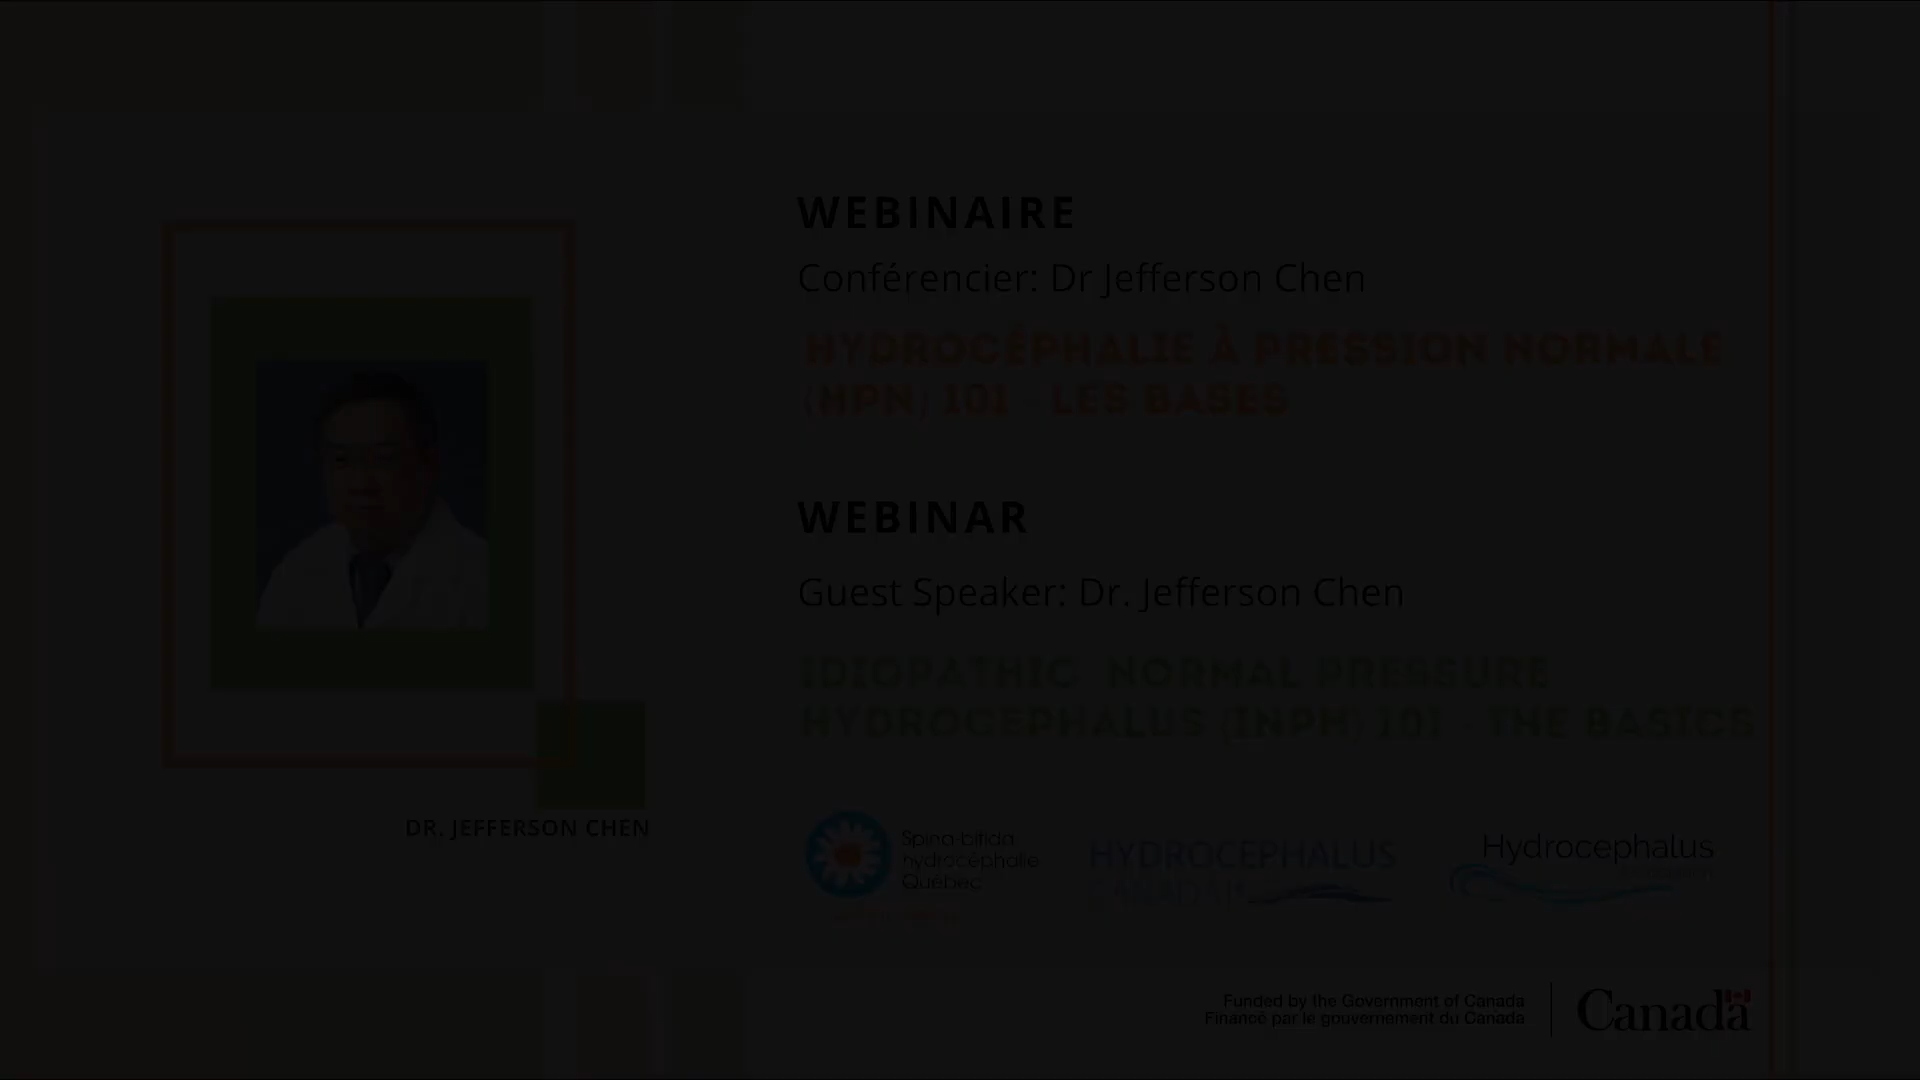 WEBINAIRE
Conférencier: Dr Jefferson Chen
HYDROCÉPHALIE À PRESSION NORMALE
(HPN) 101 - LES BASES
WEBINAR
Guest Speaker: Dr. Jefferson Chen
IDIOPATHIC NORMAL PRESSURE
HYDROCEPHALUS (INPH) 101 - THE BASICS
DR. JEFFERSON CHEN
Spina-bifida
hydrocéphalie
Québec
HYDROCEPHALUS
CANADA
Hydrocephalus
Funded by the Government of Canada
Financé par le gouvernement du Canada
Canada